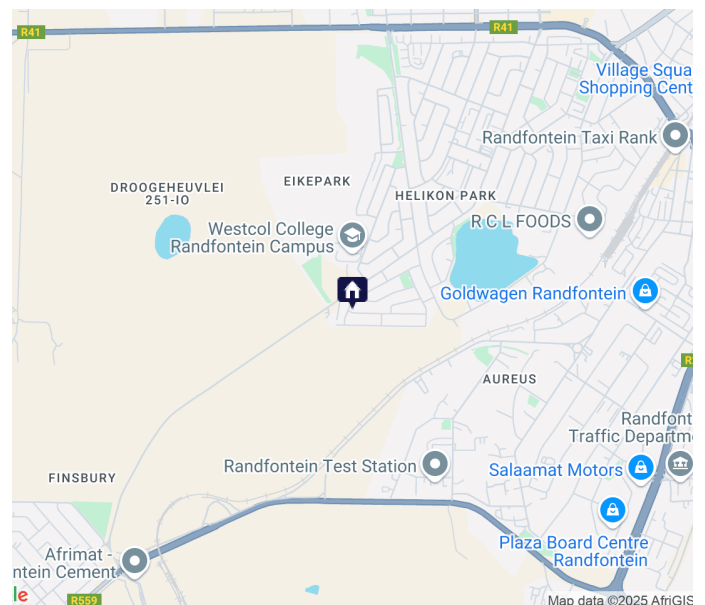 R41
R41
Village Squa
Shopping Cent
Randfontein Taxi Rank
DROOGEHEUVLEI
251-IO
EIKEPARK
HELIKON PARK
R C L FOODS
Westcol College
Randfontein Campus
Goldwagen Randfontein
R
AUREUS
Randfont
Traffic Departme
Randfontein Test Station
Salaamat Motors
FINSBURY
Plaza Board Centre
Randfontein
Afrimat -
ntein Cement
le
R559
Map data ©2025 AfriGIS